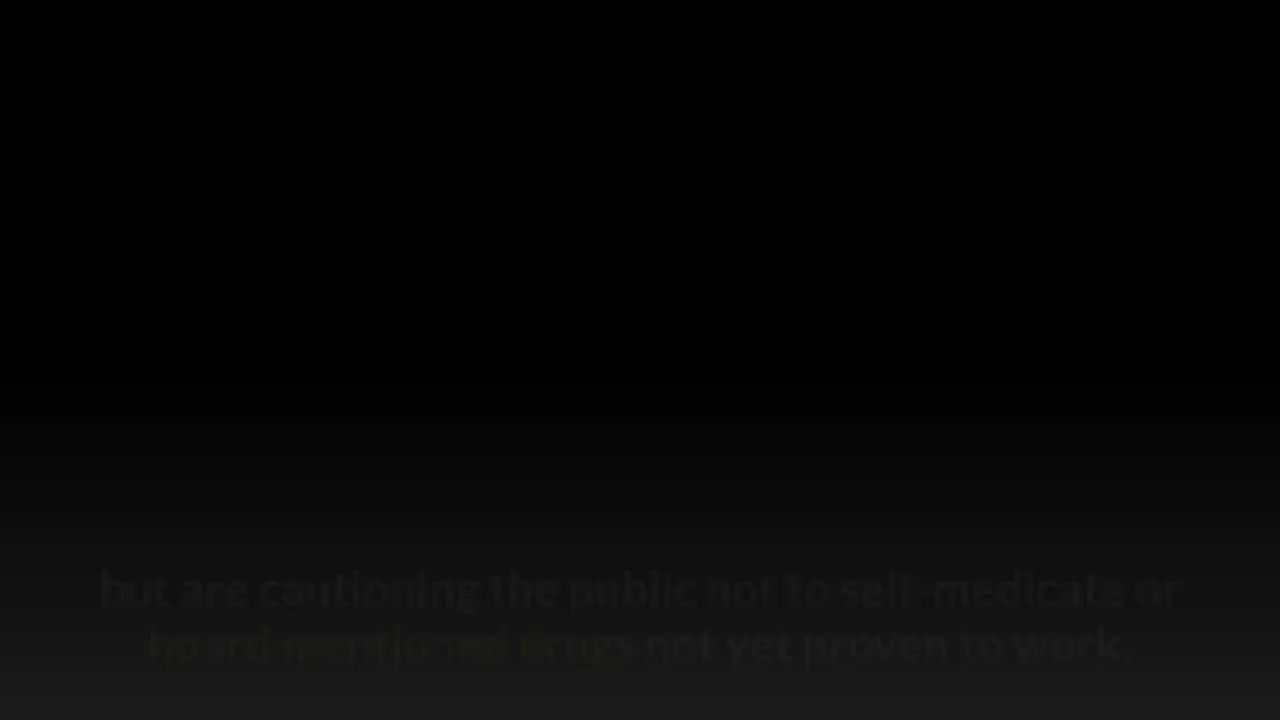 but are cautioning the public not to self-medicate or
hoard mentioned drugs not yet proven to work.